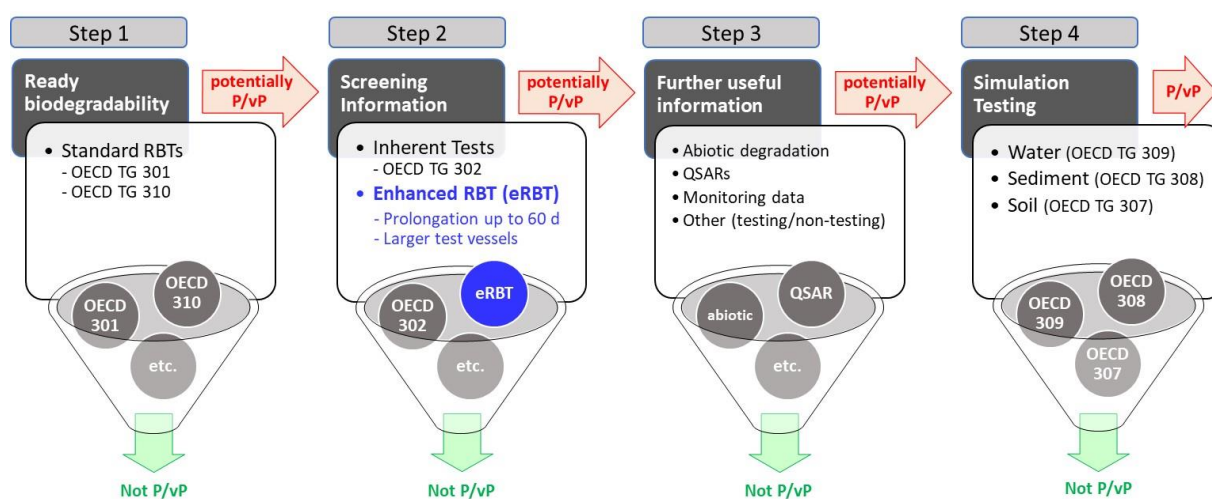 Step 1
Ready
biodegradability
potentially
P/vP
• Standard RBTs
- OECD TG 301
- OECD TG 310
OECD
301
OECD
310
etc.
Not P/vP
Step 2
Screening
Information
potentially
P/vP
• Inherent Tests
- OECD TG 302
• Enhanced RBT (eRBT)
- Prolongation up to 60 d
- Larger test vessels
OECD
302
eRBT
etc.
Not P/vP
Step 3
Further useful
information
potentially
P/vP
• Abiotic degradation
• QSARs
• Monitoring data
• Other (testing/non-testing)
abiotic
QSAR
etc.
Not P/vP
Step 4
Simulation
Testing
P/vP
• Water (OECD TG 309)
• Sediment (OECD TG 308)
• Soil (OECD TG 307)
OECD
309
OECD
308
OECD
307
Not P/vP